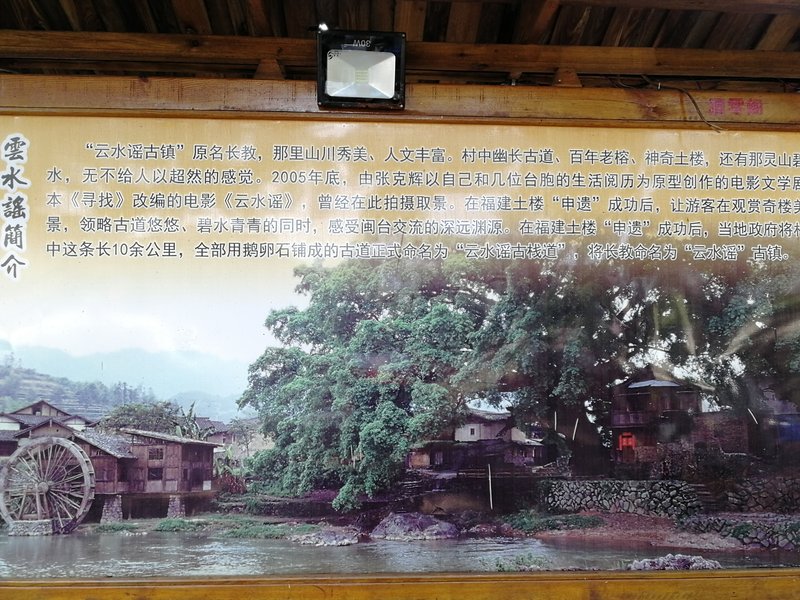 雲水謠簡介
“云水谣古镇”原名长教，那里山川秀美、人文丰富。村中幽长古道、百年老榕、神奇土楼，还有那灵山碧
水，无不给人以超然的感觉。2005年底，由张克辉以自己和几位台胞的生活阅历为原型创作的电影文学剧
本《寻找》改编的电影《云水谣》，曾经在此拍摄取景。在福建土楼“申遗”成功后，让游客在观赏奇楼美
景，领略古道悠悠、碧水青青的同时，感受闽台交流的深远渊源。在福建土楼“申遗”成功后，当地政府将村
中这条长10余公里，全部用鹅卵石铺成的古道正式命名为“云水谣古栈道”，将长教命名为“云水谣”古镇。
30W